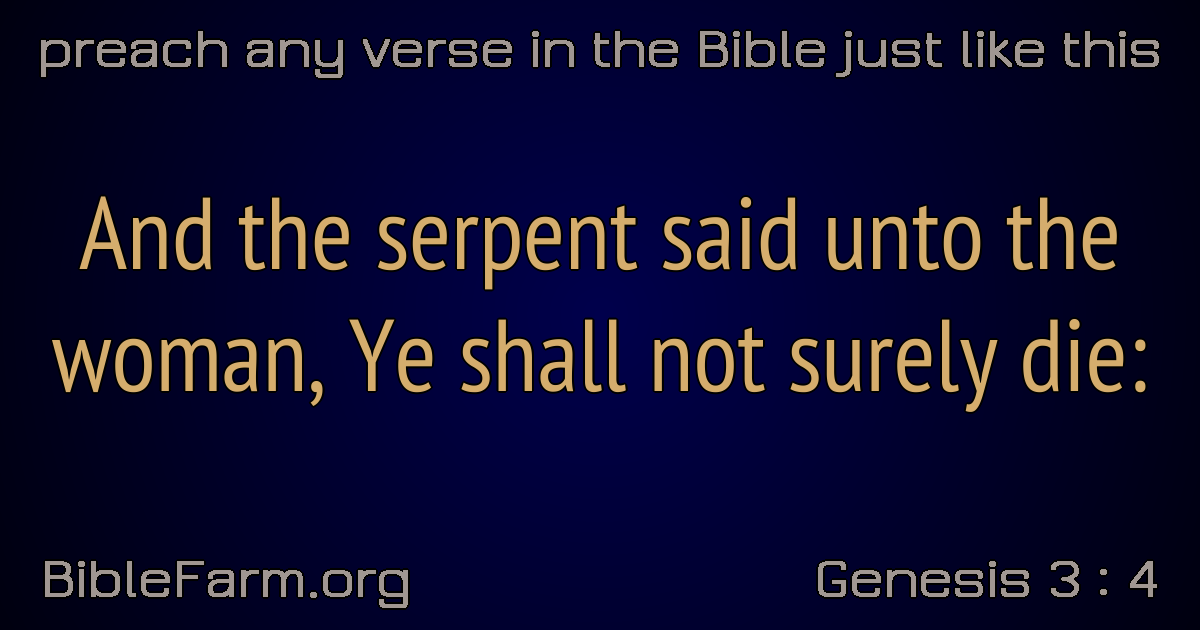 preach any verse in the Bible just like this
And the serpent said unto the
woman, Ye shall not surely die:
BibleFarm.org
Genesis 3 : 4